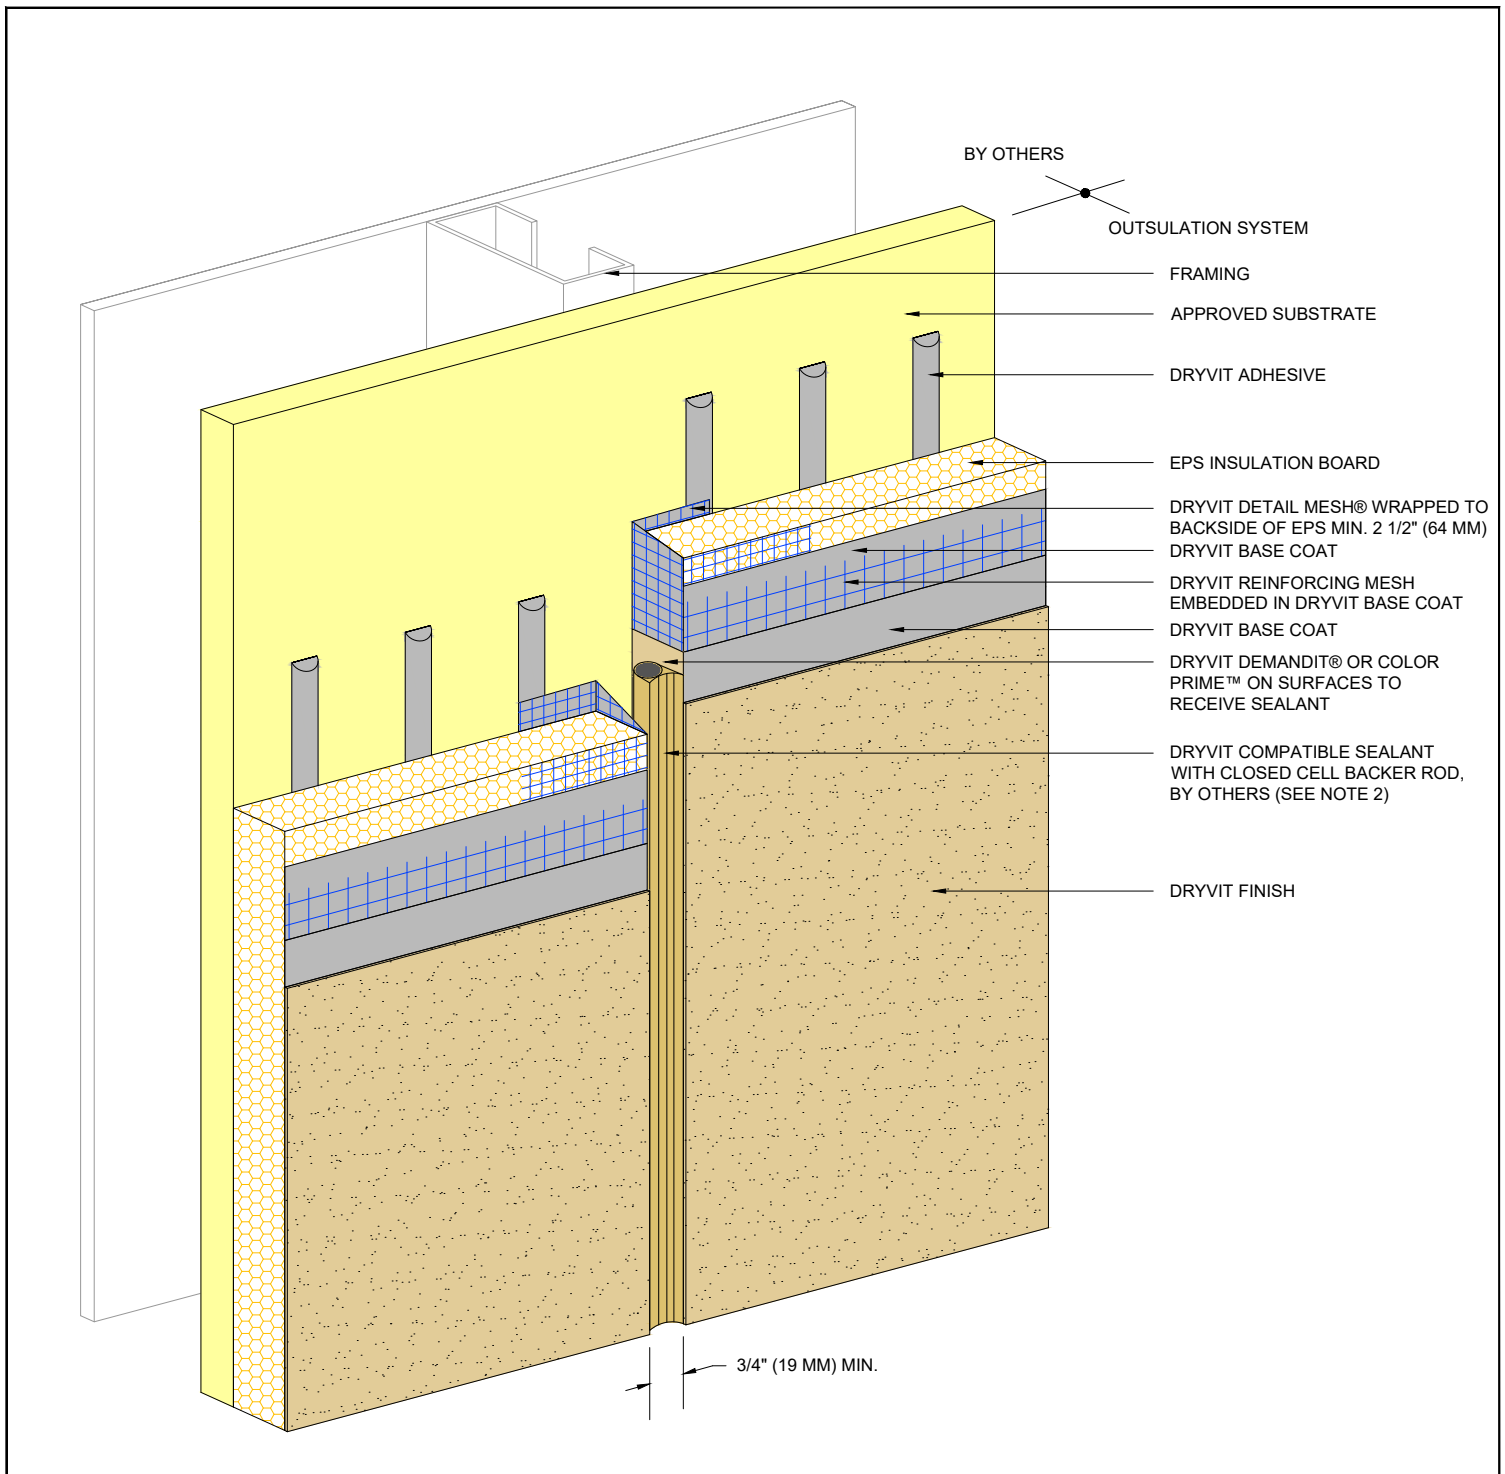 BY OTHERS
OUTSULATION SYSTEM
FRAMING
APPROVED SUBSTRATE
DRYVIT ADHESIVE
EPS INSULATION BOARD
DRYVIT DETAIL MESH® WRAPPED TO
BACKSIDE OF EPS MIN. 2 1/2" (64 MM)
DRYVIT BASE COAT
DRYVIT REINFORCING MESH
EMBEDDED IN DRYVIT BASE COAT
DRYVIT BASE COAT
DRYVIT DEMANDIT® OR COLOR
PRIME™ ON SURFACES TO
RECEIVE SEALANT
DRYVIT COMPATIBLE SEALANT
WITH CLOSED CELL BACKER ROD,
BY OTHERS (SEE NOTE 2)
DRYVIT FINISH
3/4" (19 MM) MIN.